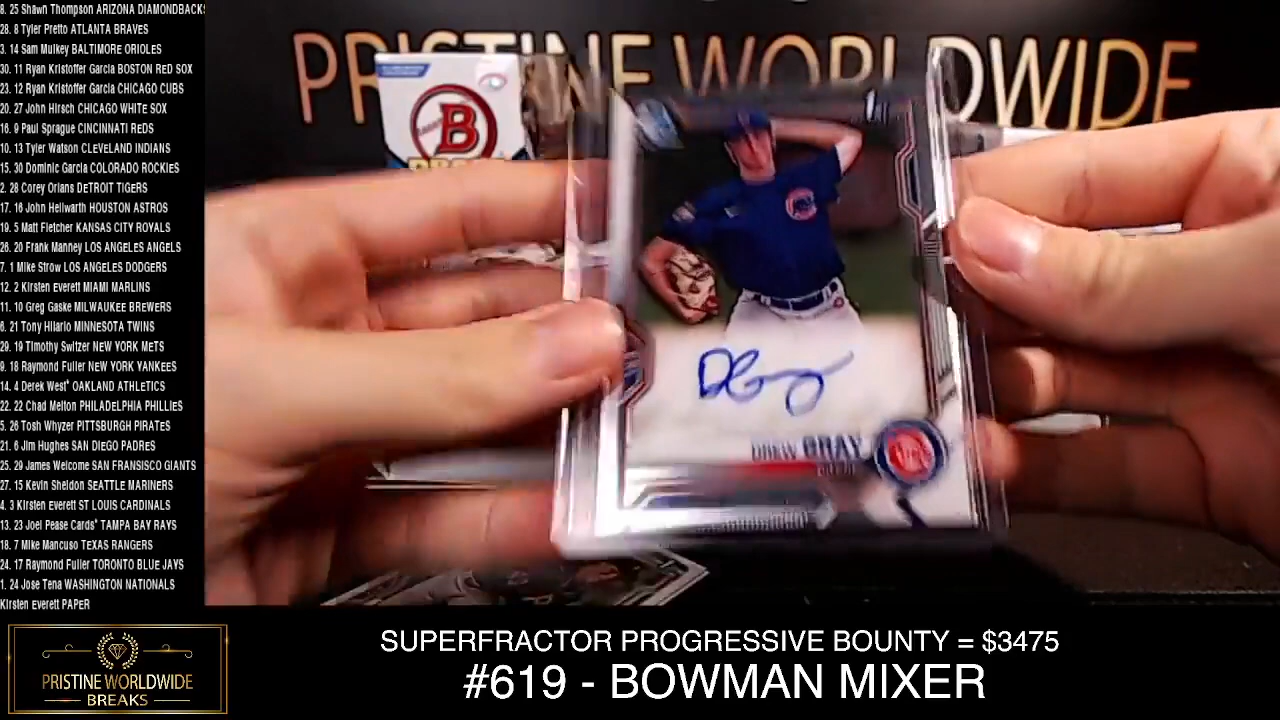 8. 25 Shawn Thompson ARIZONA DIAMONDBACKS
28. 8 Tyler Pretto ATLANTA BRAVES
3. 14 Sam Mulkey BALTIMORE ORIOLES
30. 11 Ryan Kristoffer Garcia BOSTON RED SOX
23. 12 Ryan Kristoffer Garcia CHICAGO CUBS
20. 27 John Hirsch CHICAGO WHITE SOX
16. 9 Paul Sprague CINCINNATI REDS
10. 13 Tyler Watson CLEVELAND INDIANS
15. 30 Dominic Garcia COLORADO ROCKIES
2. 28 Corey Orians DETROIT TIGERS
17. 16 John Hellwarth HOUSTON ASTROS
19. 5 Matt Fletcher KANSAS CITY ROYALS
26. 20 Frank Manney LOS ANGELES ANGELS
7. 1 Mike Strow LOS ANGELES DODGERS
12. 2 Kirsten Everett MIAMI MARLINS
11. 10 Greg Gaske MILWAUKEE BREWERS
6. 21 Tony Hilario MINNESOTA TWINS
29. 19 Timothy Switzer NEW YORK METS
9. 18 Raymond Fuller NEW YORK YANKEES
14. 4 Derek West* OAKLAND ATHLETICS
22. 22 Chad Melton PHILADELPHIA PHILLIES
5. 26 Tosh Whyzer PITTSBURGH PIRATES
21. 6 Jim Hughes SAN DIEGO PADRES
25. 29 James Welcome SAN FRANSISCO GIANTS
27. 15 Kevin Sheldon SEATTLE MARINERS
4. 3 Kirsten Everett ST LOUIS CARDINALS
13. 23 Joel Pease Cards* TAMPA BAY RAYS
18. 7 Mike Mancuso TEXAS RANGERS
24. 17 Raymond Fuller TORONTO BLUE JAYS
1. 24 Jose Tena WASHINGTON NATIONALS
Kirsten Everett PAPER
PRISTINE WORLDWIDE
B
1st
DGray
DREW GRAY
PRISTINE WORLDWIDE
BREAKS
SUPERFRACTOR PROGRESSIVE BOUNTY = $3475
#619 - BOWMAN MIXER